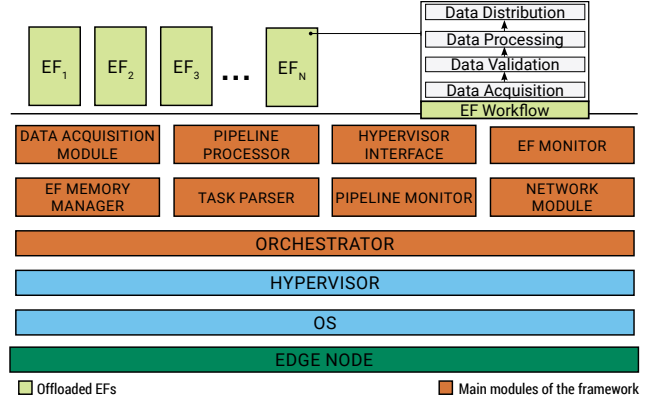 EF1 EF2 EF3 ... EFN
Data Distribution
Data Processing
Data Validation
Data Acquisition
EF Workflow
DATA ACQUISITION
MODULE
PIPELINE
PROCESSOR
HYPERVISOR
INTERFACE
EF MONITOR
EF MEMORY
MANAGER
TASK PARSER
PIPELINE MONITOR
NETWORK
MODULE
ORCHESTRATOR
HYPERVISOR
OS
EDGE NODE
Offloaded EFs
Main modules of the framework